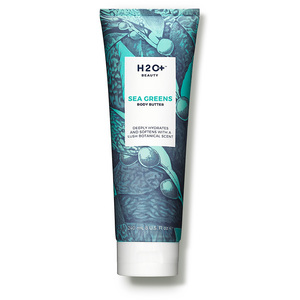 H2O+
BEAUTY
SEA GREENS
BODY BUTTER
DEEPLY HYDRATES
AND SOFTENS WITH A
LUSH BOTANICAL SCENT